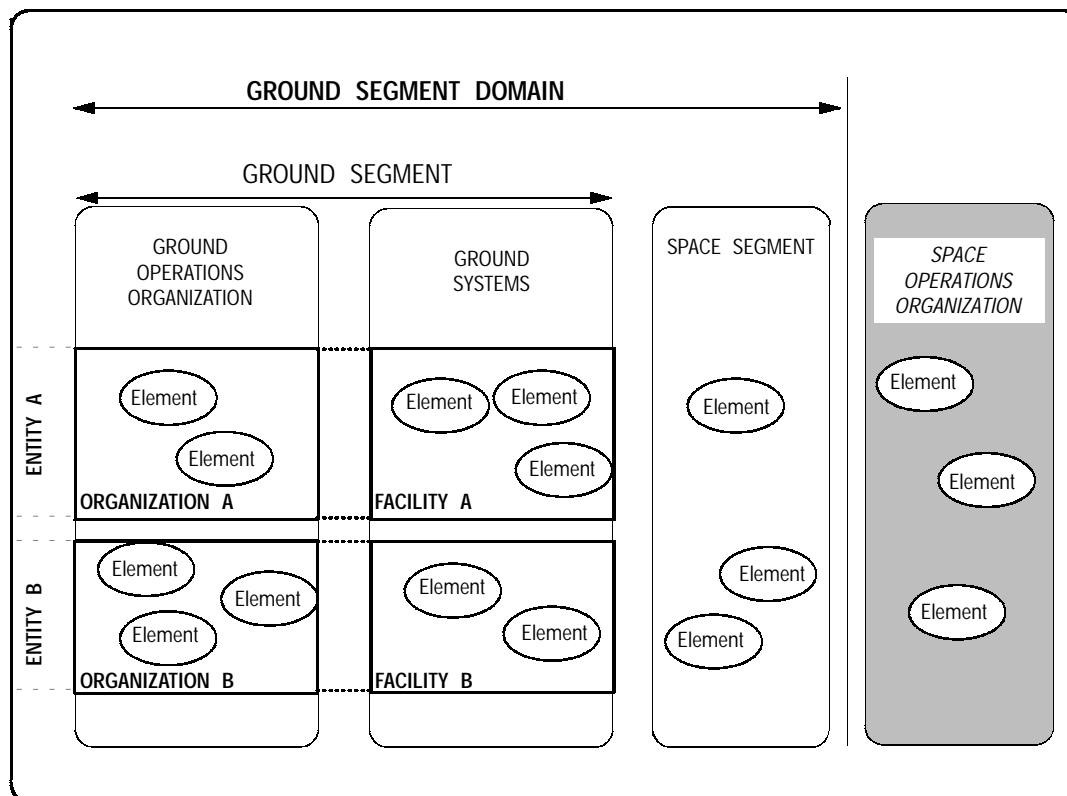 GROUND SEGMENT DOMAIN
GROUND SEGMENT
GROUND
OPERATIONS
ORGANIZATION
GROUND
SYSTEMS
SPACE SEGMENT
SPACE
OPERATIONS
ORGANIZATION
ENTITY A
Element
Element
ORGANIZATION A
Element
Element
Element
FACILITY A
Element
Element
Element
Element
ENTITY B
Element
Element
Element
ORGANIZATION B
Element
Element
FACILITY B
Element
Element